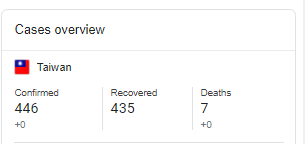 Cases overview
Taiwan
Confirmed Recovered Deaths
446 435 7
+0 +0